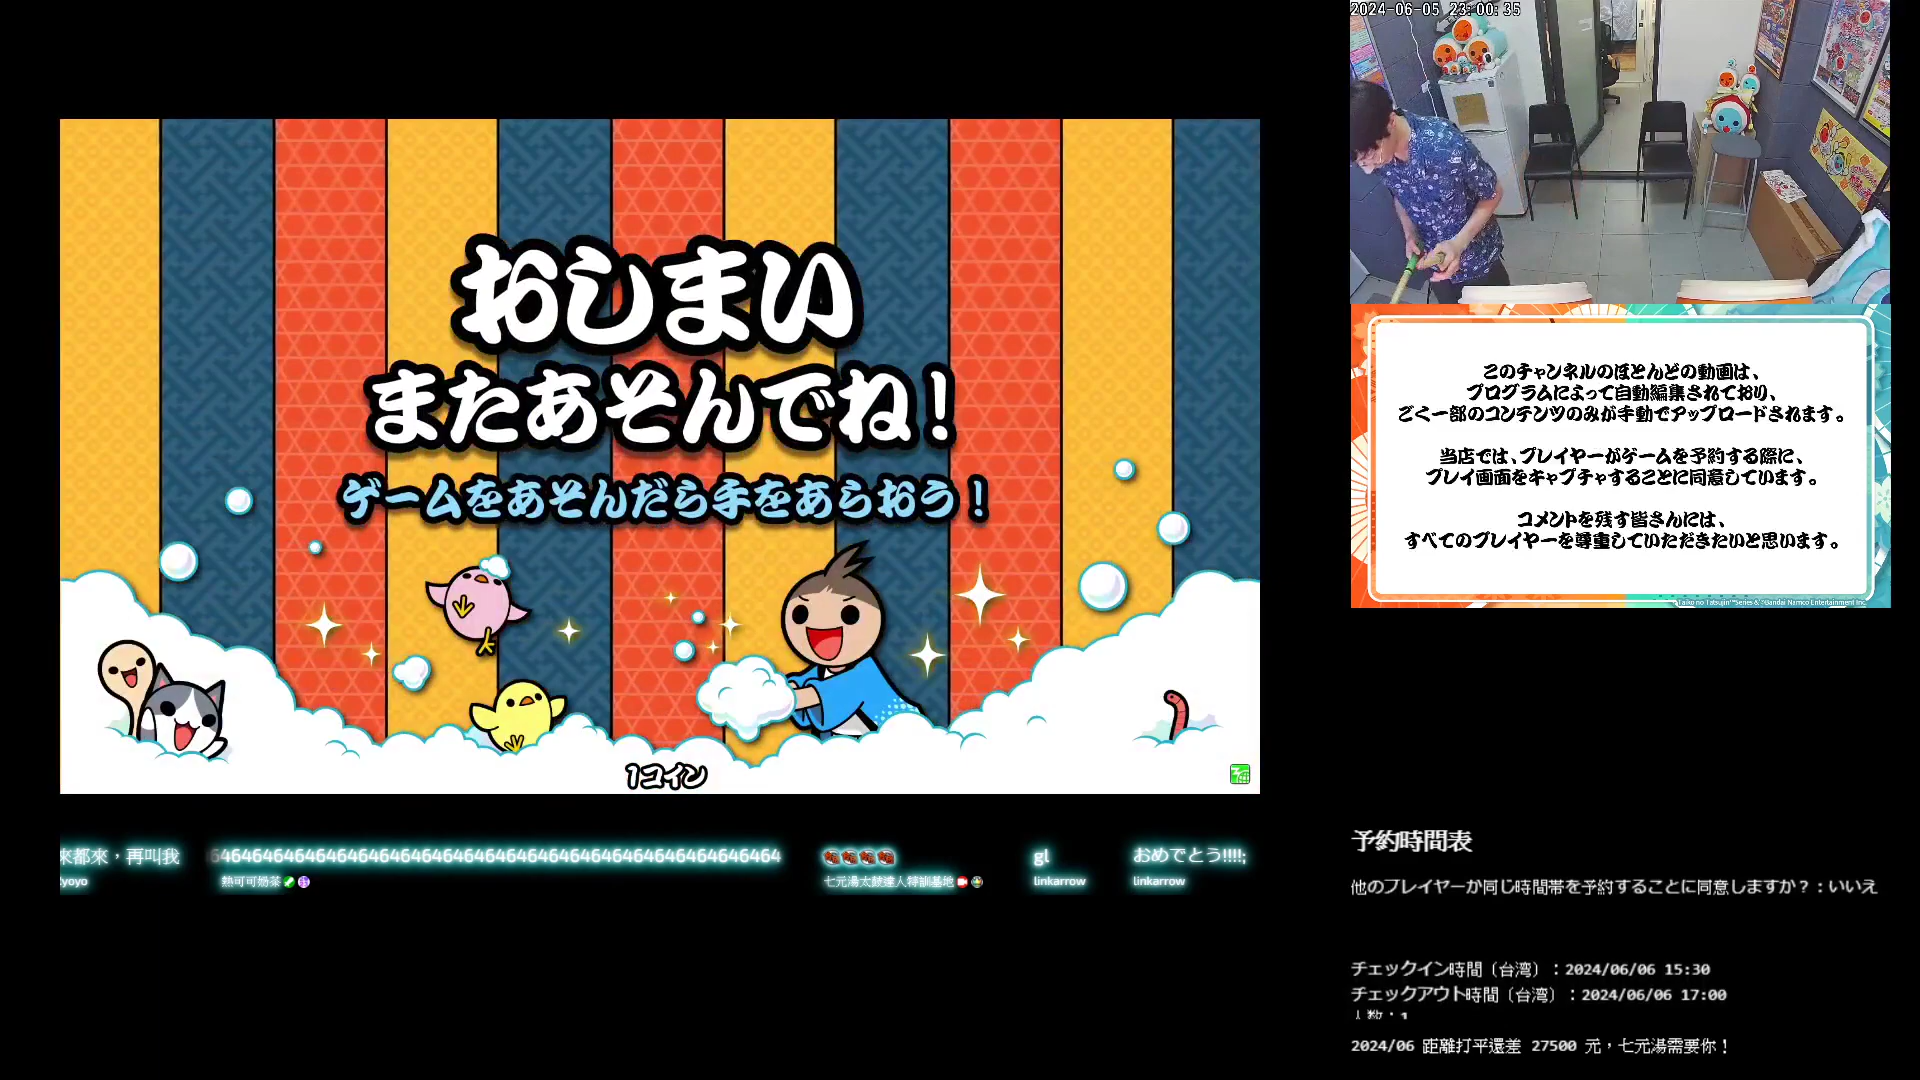 2024-06-05 23:00:35
おしまい
またあそんでね!
ゲームをあそんだら手をあらおう!
1コイン
このチャンネルのほとんどの動画は、
プログラムによって自動編集されており、
ごく一部のコンテンツのみが手動でアップロードされます。
当店では、プレイヤーがゲームを予約する際に、
プレイ画面をキャプチャすることに同意しています。
コメントを残す皆さんには、
すべてのプレイヤーを尊重していただきたいと思います。
Taiko no Tatsujin™Series & ©Bandai Namco Entertainment Inc.
來都來,再叫我
yoyo
646464646464646464646464646464646464646464646464646464
熱可可奶茶
七元湯太鼓達人特訓基地
gl
linkarrow
おめでとう!!!!;
linkarrow
予約時間表
他のプレイヤーが同じ時間帯を予約することに同意しますか?:いいえ
チェックイン時間〔台湾〕:2024/06/06 15:30
チェックアウト時間〔台湾〕:2024/06/06 17:00
2024/06 距離打平還差 27500 元,七元湯需要你!